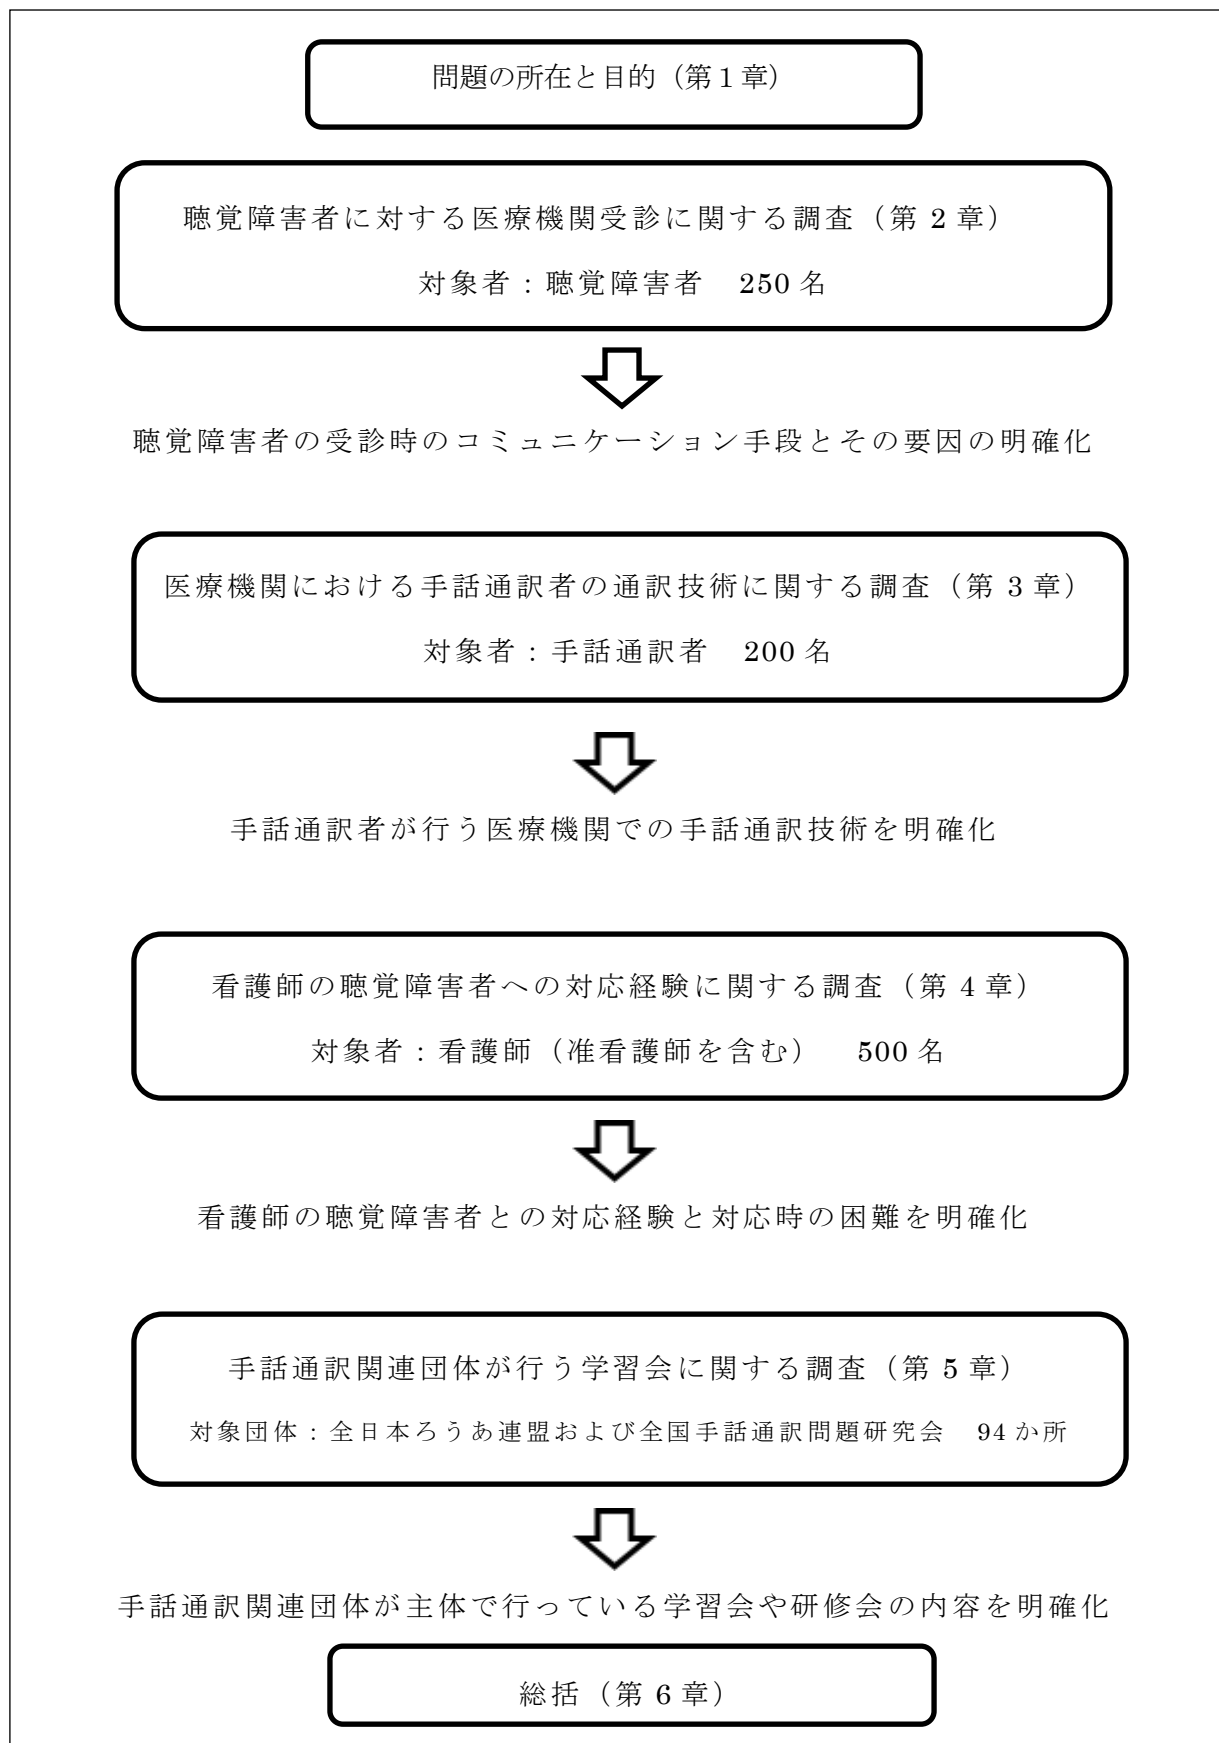 問題の所在と目的（第１章）
聴覚障害者に対する医療機関受診に関する調査（第 2 章）
対象者：聴覚障害者　250 名
聴覚障害者の受診時のコミュニケーション手段とその要因の明確化
医療機関における手話通訳者の通訳技術に関する調査（第 3 章）
対象者：手話通訳者　200 名
手話通訳者が行う医療機関での手話通訳技術を明確化
看護師の聴覚障害者への対応経験に関する調査（第 4 章）
対象者：看護師（准看護師を含む）　500 名
看護師の聴覚障害者との対応経験と対応時の困難を明確化
手話通訳関連団体が行う学習会に関する調査（第 5 章）
対象団体：全日本ろうあ連盟および全国手話通訳問題研究会　94 か所
手話通訳関連団体が主体で行っている学習会や研修会の内容を明確化
総括（第 6 章）